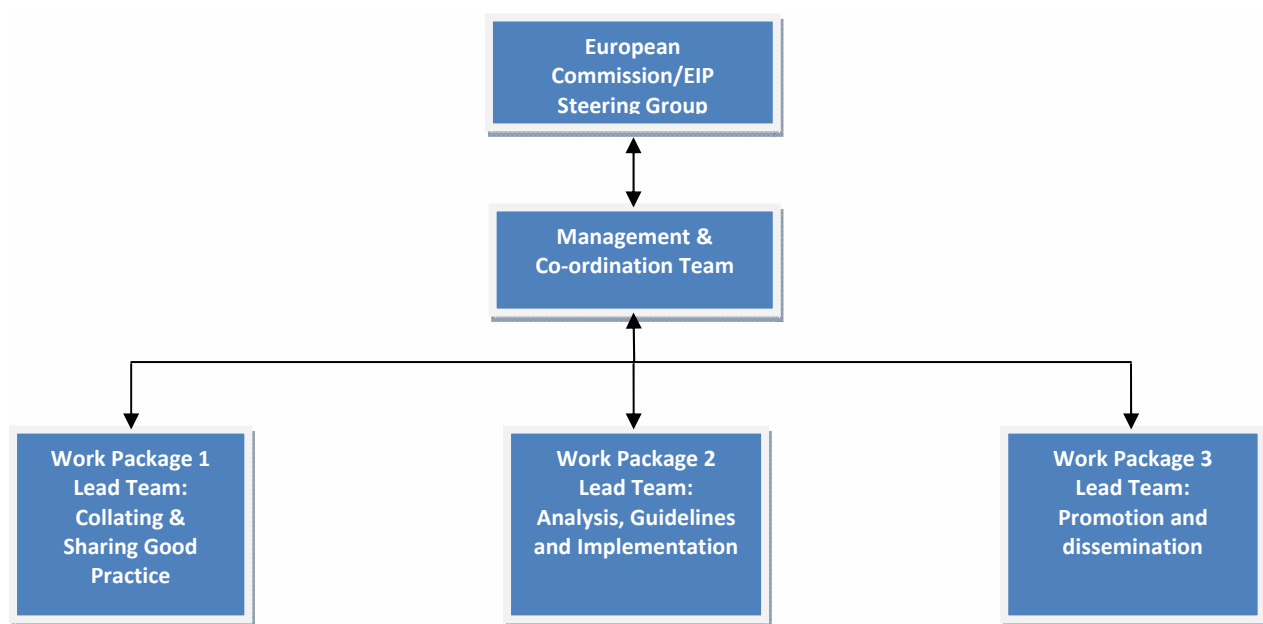 European
Commission/EIP
Steering Group
Management &
Co-ordination Team
Work Package 1
Lead Team:
Collating &
Sharing Good
Practice
Work Package 2
Lead Team:
Analysis, Guidelines
and Implementation
Work Package 3
Lead Team:
Promotion and
dissemination